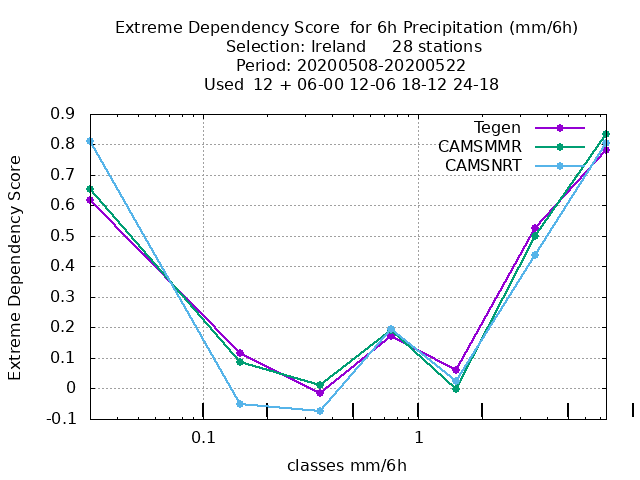 Extreme Dependency Score  for 6h Precipitation (mm/6h)
Selection: Ireland     28 stations
Period: 20200508-20200522
Used  12 + 06-00 12-06 18-12 24-18
Tegen
CAMSMMR
CAMSNRT
0.9
0.8
0.7
0.6
0.5
0.4
0.3
0.2
0.1
0
-0.1
Extreme Dependency Score
0.1 1
classes mm/6h